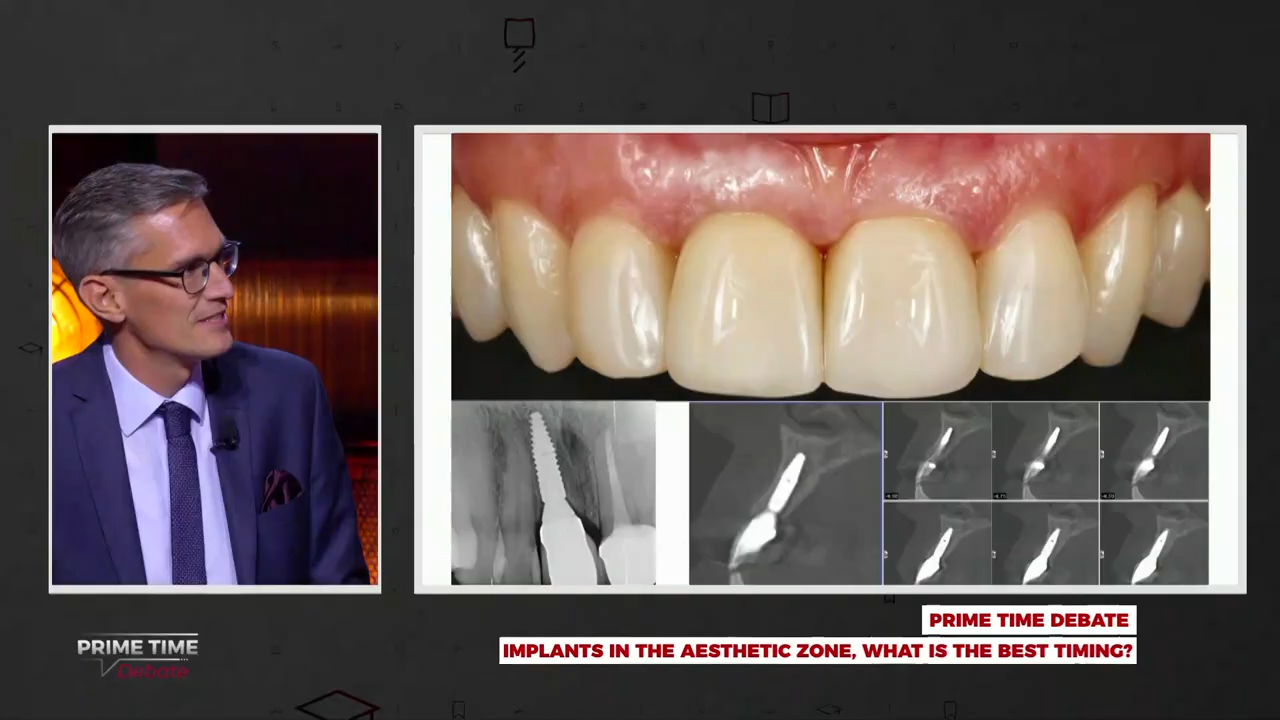 PRIME TIME DEBATE
IMPLANTS IN THE AESTHETIC ZONE, WHAT IS THE BEST TIMING?
PRIME TIME
Debate